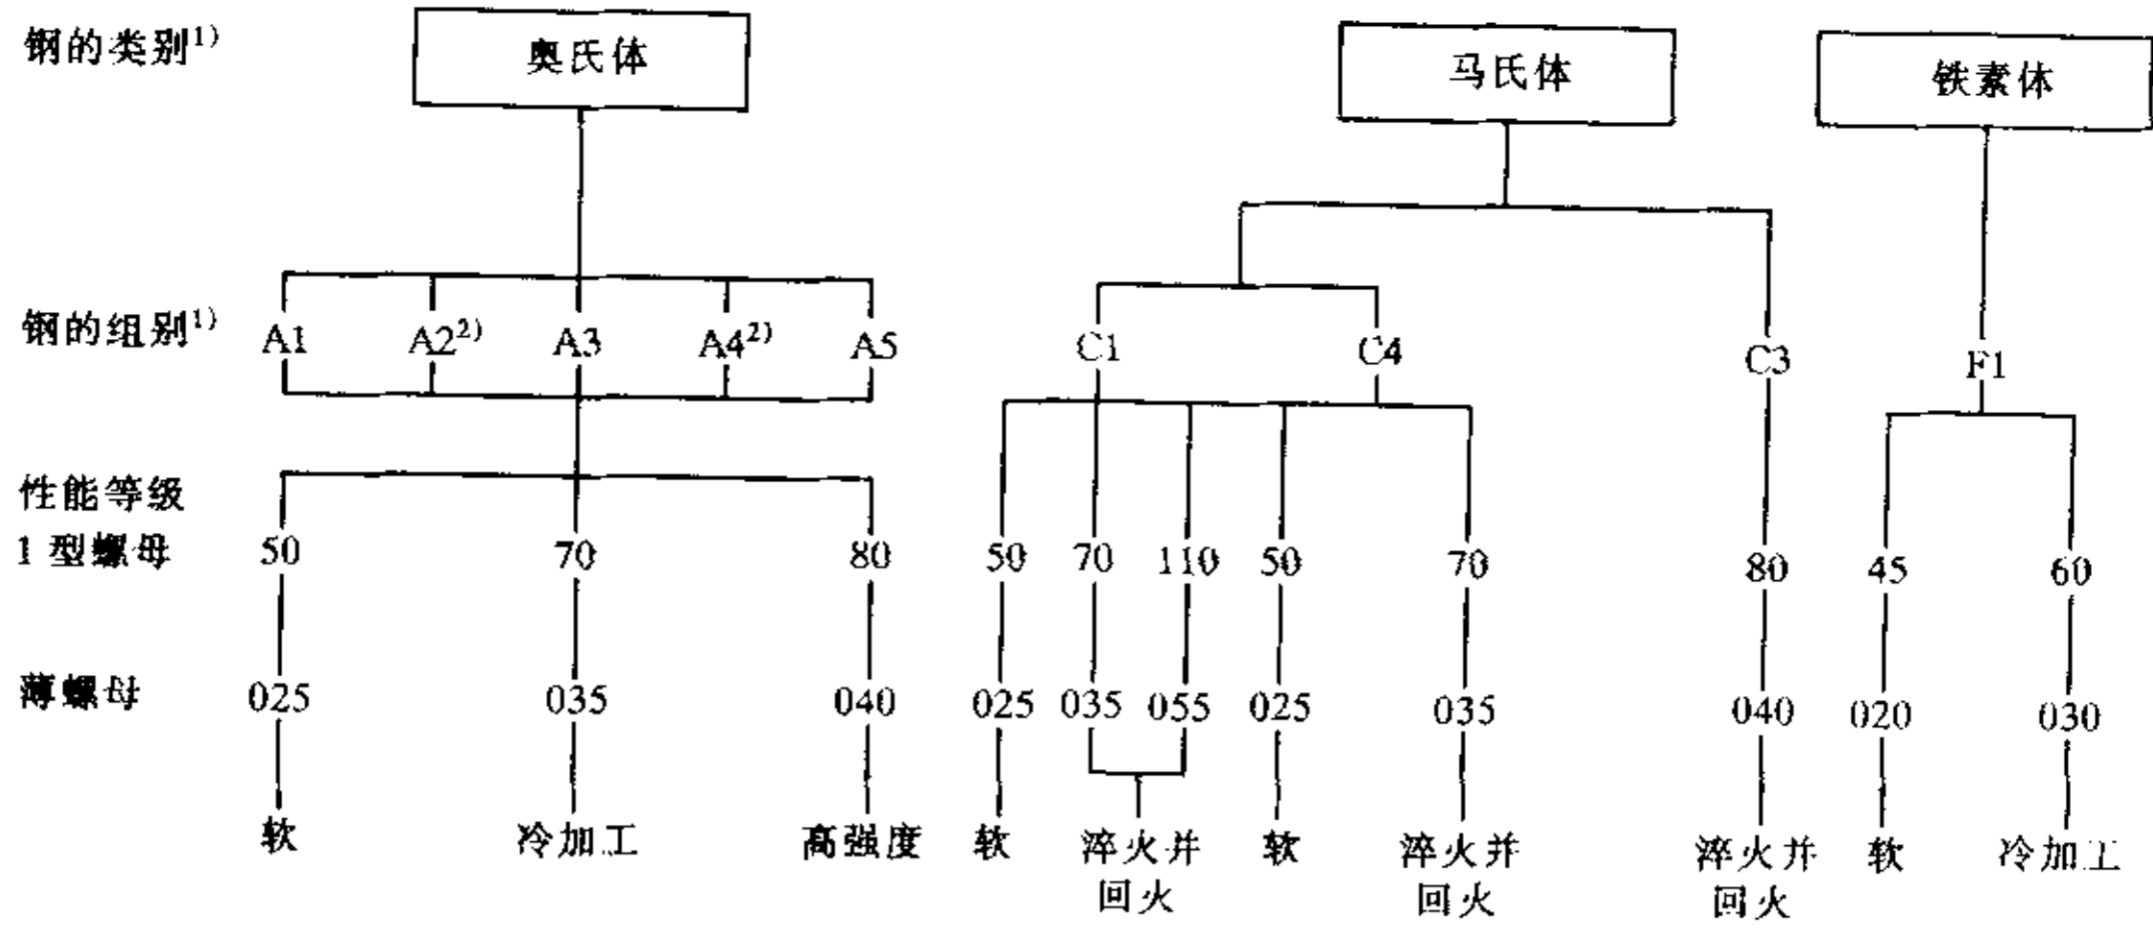 钢的类别1) 奥氏体 马氏体 铁素体
钢的组别1) A1 A22) A3 A42) A5 C1 C4 C3 F1
性能等级
1 型螺母 50 70 80 50 70 110 50 70 80 45 60
薄螺母 025 035 040 025 035 055 025 035 040 020 030
软 冷加工 高强度 软 淬火并 软 淬火并 淬火并 软 冷加工
回火 回火 回火